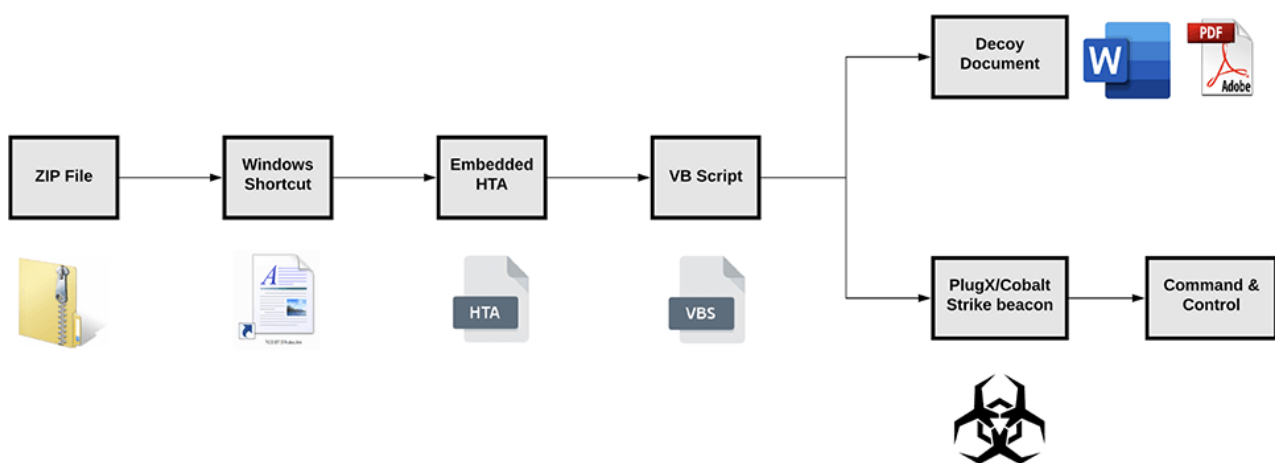 Decoy
Document
W
PDF
Adobe
ZIP File
Windows
Shortcut
Embedded
HTA
VB Script
A
HTA
VBS
PlugX/Cobalt
Strike beacon
Command &
Control